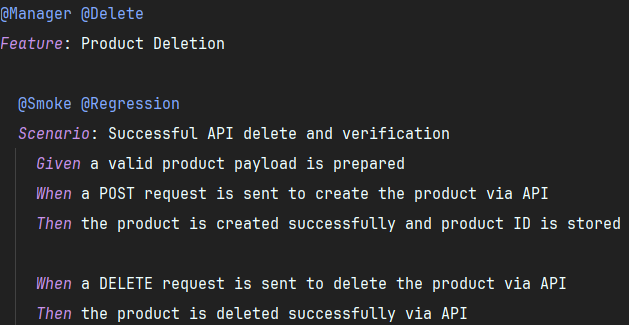 @Manager @Delete
Feature: Product Deletion
@Smoke @Regression
Scenario: Successful API delete and verification
Given a valid product payload is prepared
When a POST request is sent to create the product via API
Then the product is created successfully and product ID is stored
When a DELETE request is sent to delete the product via API
Then the product is deleted successfully via API